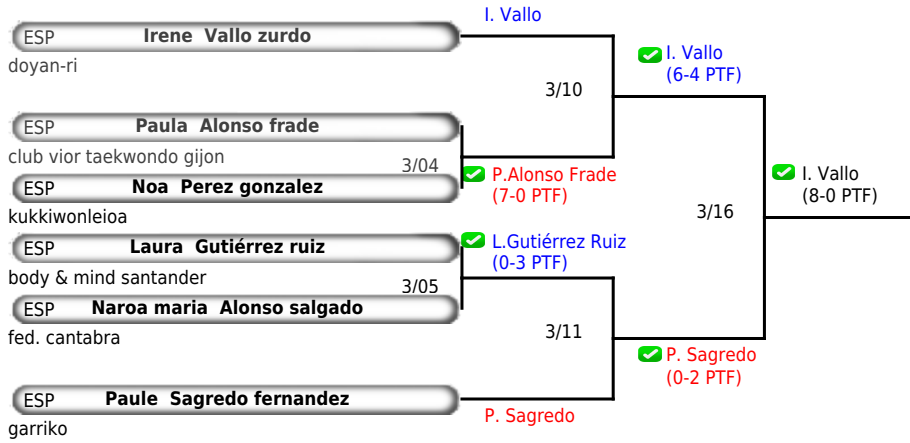 I. Vallo
ESP Irene Vallo zurdo
doyan-ri
I. Vallo
(6-4 PTF)
3/10
ESP Paula Alonso frade
club vior taekwondo gijon
3/04
P.Alonso Frade
(7-0 PTF)
ESP Noa Perez gonzalez
kukkiwonleioa
I. Vallo
(8-0 PTF)
3/16
ESP Laura Gutiérrez ruiz
body & mind santander
L.Gutiérrez Ruiz
(0-3 PTF)
3/05
ESP Naroa maria Alonso salgado
fed. cantabra
3/11
P. Sagredo
(0-2 PTF)
ESP Paule Sagredo fernandez
garriko
P. Sagredo